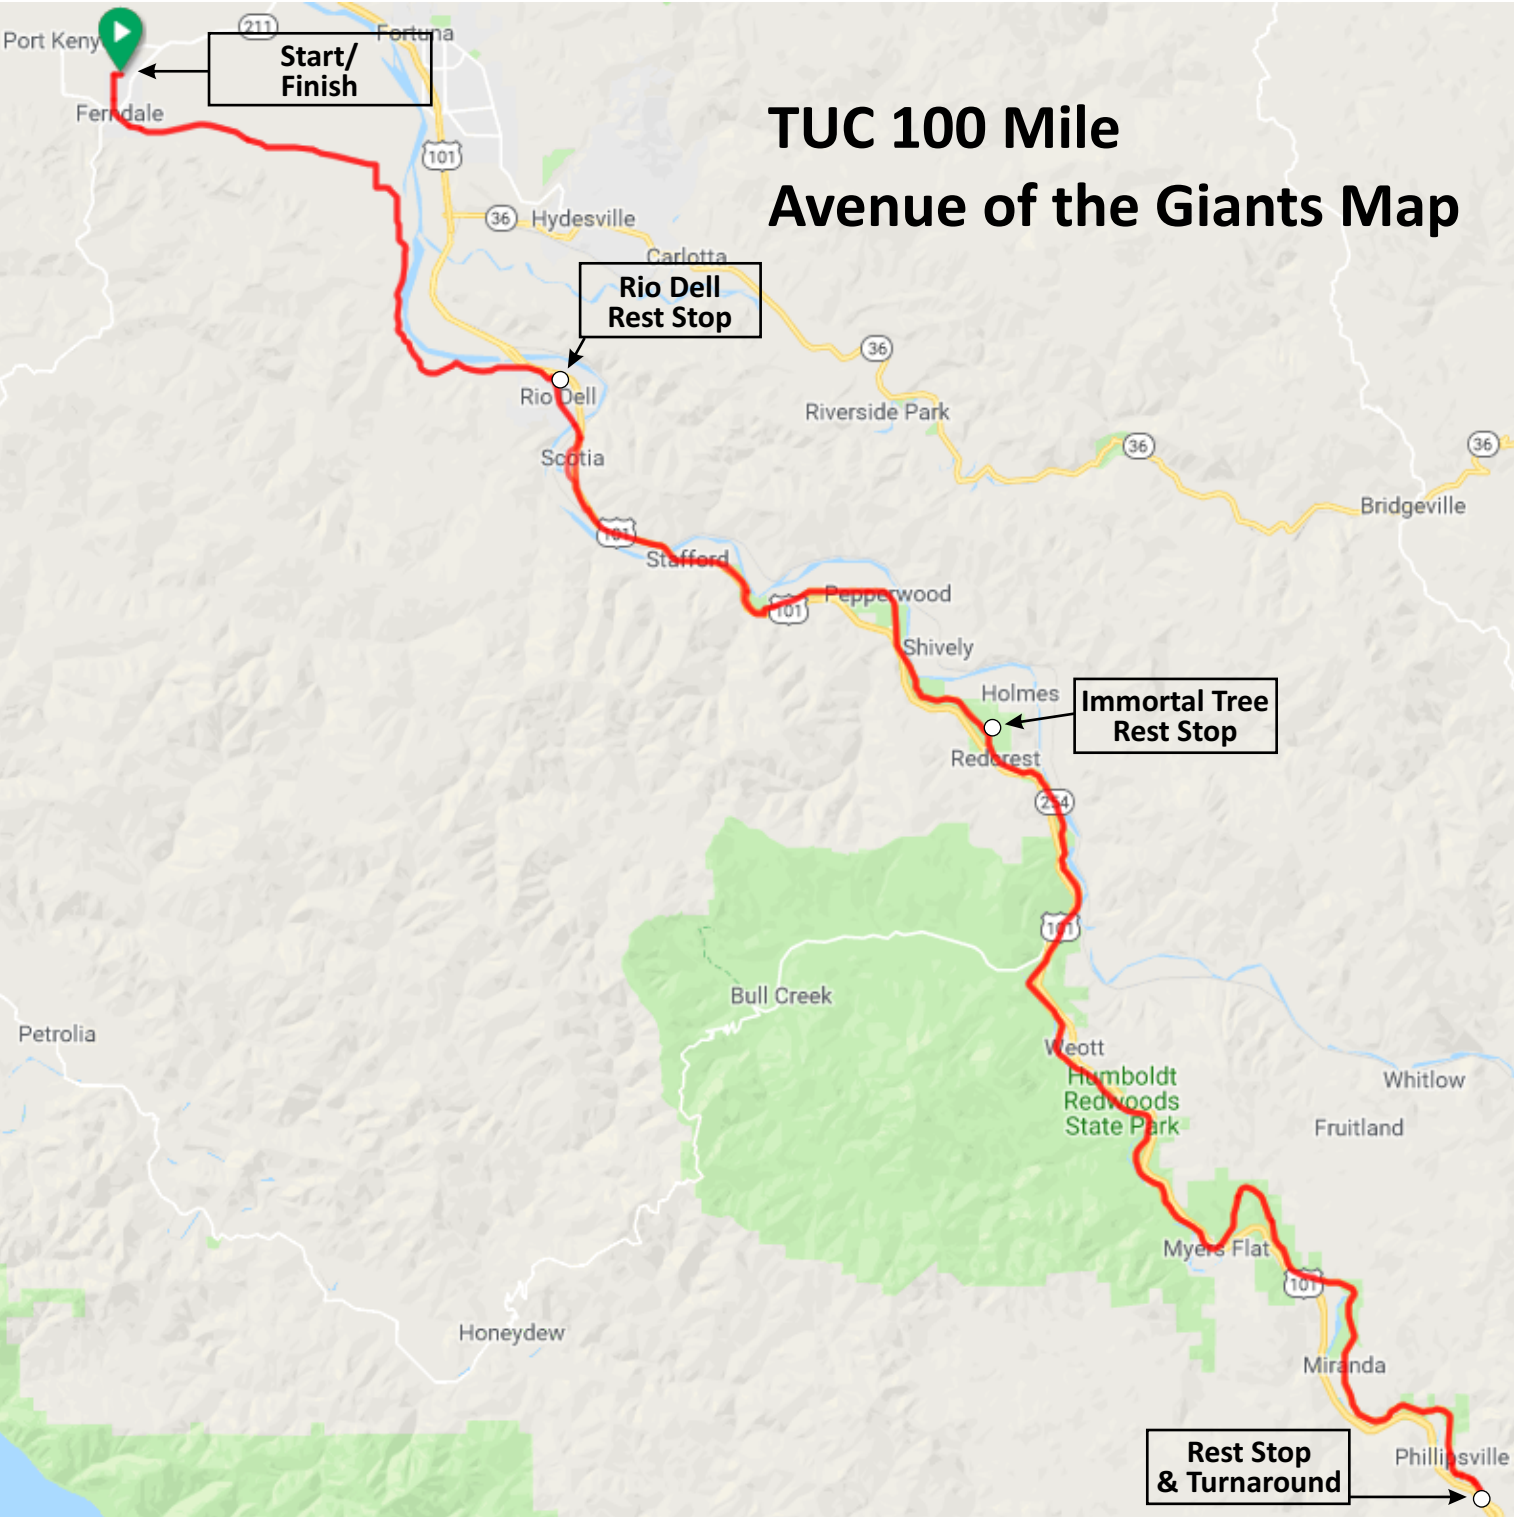 Port Keny
211
Fortuna
Start/
Finish
Ferndale
TUC 100 Mile
Avenue of the Giants Map
101
36
Hydesville
Carlotta
Rio Dell
Rest Stop
36
Rio Dell
Riverside Park
36
36
Scotia
Bridgeville
101
Stafford
Pepperwood
101
Shively
Holmes
Immortal Tree
Rest Stop
Redcrest
254
101
Bull Creek
Petrolia
Weott
Humboldt
Redwoods
State Park
Whitlow
Fruitland
Myers Flat
101
Honeydew
Miranda
Rest Stop
& Turnaround
Phillipsville